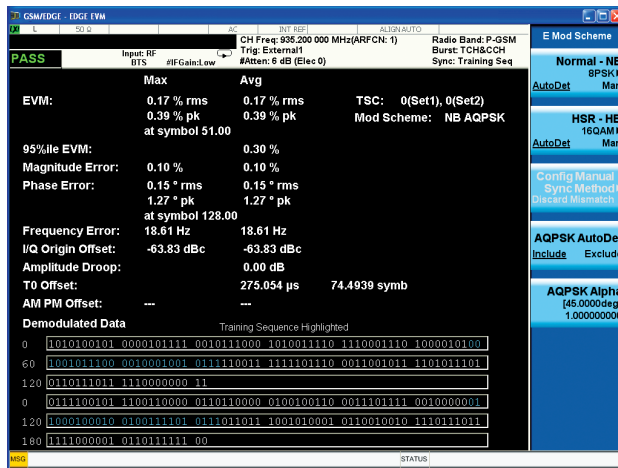 GSM/EDGE - EDGE EVM
L 50 Ω AC INT REF ALIGN AUTO
CH Freq: 935.200 000 MHz(ARFCN: 1) Radio Band: P-GSM
PASS Input: RF Trig: External1 Burst: TCH&CCH
BTS #IFGain:Low #Atten: 6 dB (Elec 0) Sync: Training Seq
Max Avg
EVM: 0.17 % rms 0.17 % rms TSC: 0(Set1), 0(Set2)
0.39 % pk 0.39 % pk Mod Scheme: NB AQPSK
at symbol 51.00
95%ile EVM: 0.30 %
Magnitude Error: 0.10 % 0.10 %
Phase Error: 0.15 ° rms 0.15 ° rms
1.27 ° pk 1.27 ° pk
at symbol 128.00
Frequency Error: 18.61 Hz 18.61 Hz
I/Q Origin Offset: -63.83 dBc -63.83 dBc
Amplitude Droop: 0.00 dB
T0 Offset: 275.054 µs 74.4939 symb
AM PM Offset: --- ---
Demodulated Data Training Sequence Highlighted
0 1010100101 0000101111 0010111000 1010011110 1110001110 1000010100
60 1001011100 0010001001 0111110011 1111101110 0011001011 1101011101
120 0110111011 1110000000 11
0 0111100101 1100110000 0110110000 0100100110 0011101111 0010000001
120 1000100010 0100111101 0111011011 1001010001 0110010010 1110111011
180 1111000001 0110111111 00
MSG STATUS
E Mod Scheme
Normal - NB
8PSK
AutoDet Man
HSR - HB
16QAM
AutoDet Man
Config Manual
Sync Method
Discard Mismatch
AQPSK AutoDe
Include Exclud
AQPSK Alpha
[45.0000deg
1.00000000